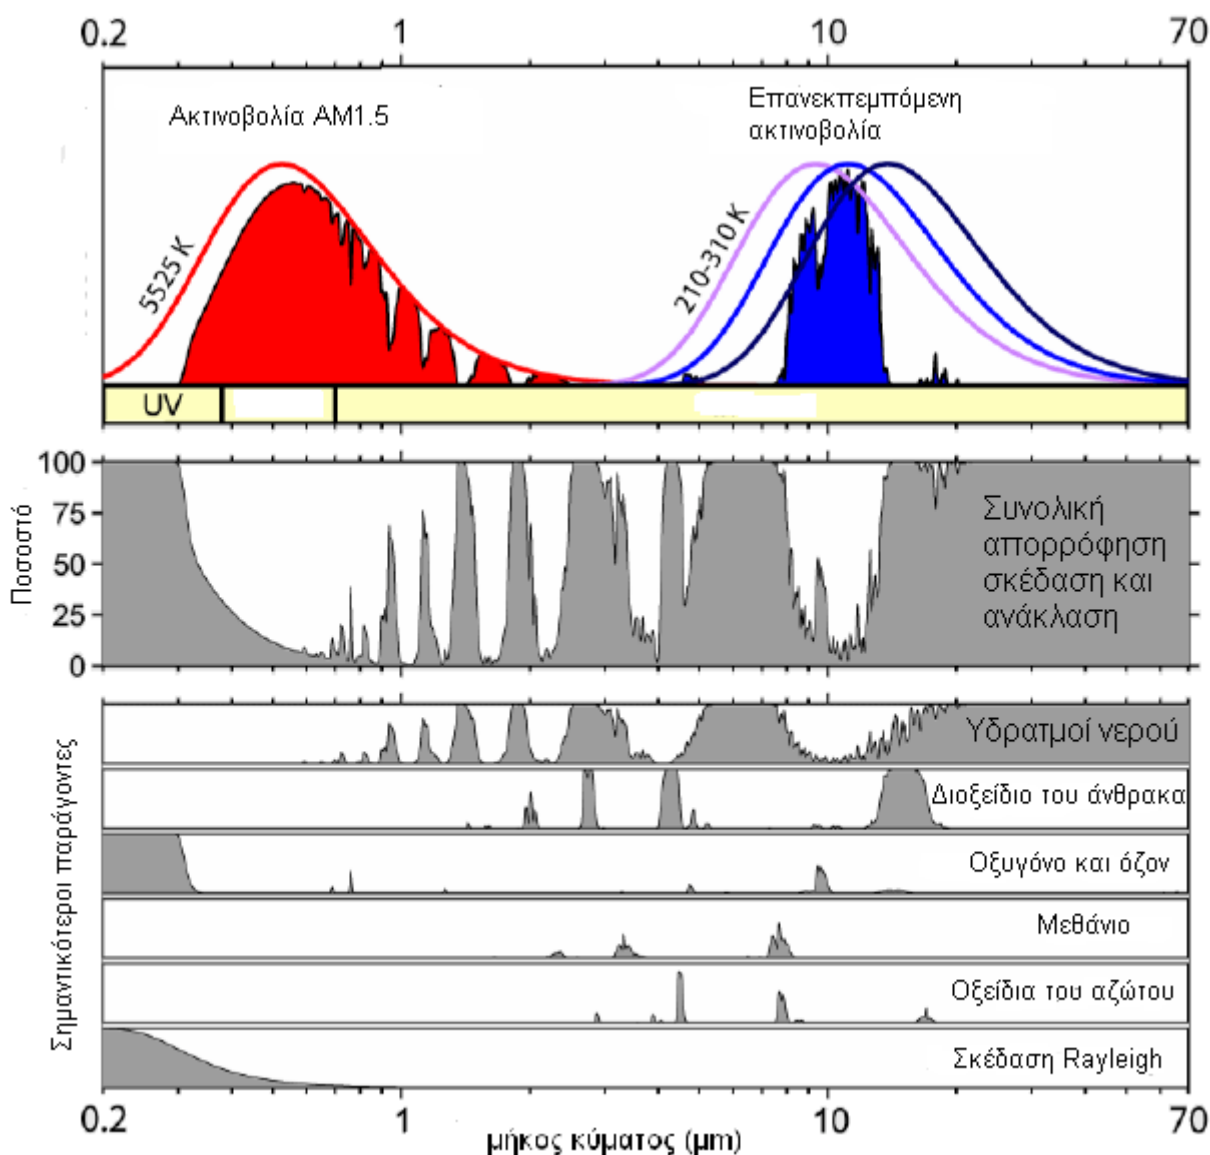 0.2 1 10 70
Ακτινοβολία AM1.5
Επανεκπεμπόμενη
ακτινοβολία
5525 K
210-310 K
UV
Ποσοστό
100
75
50
25
0
Συνολική
απορρόφηση
σκέδαση και
ανάκλαση
Σημαντικότεροι παράγοντες
Υδρατμοί νερού
Διοξείδιο του άνθρακα
Οξυγόνο και όζον
Μεθάνιο
Οξείδια του αζώτου
Σκέδαση Rayleigh
0.2 1 10 70
μήκος κύματος (μm)